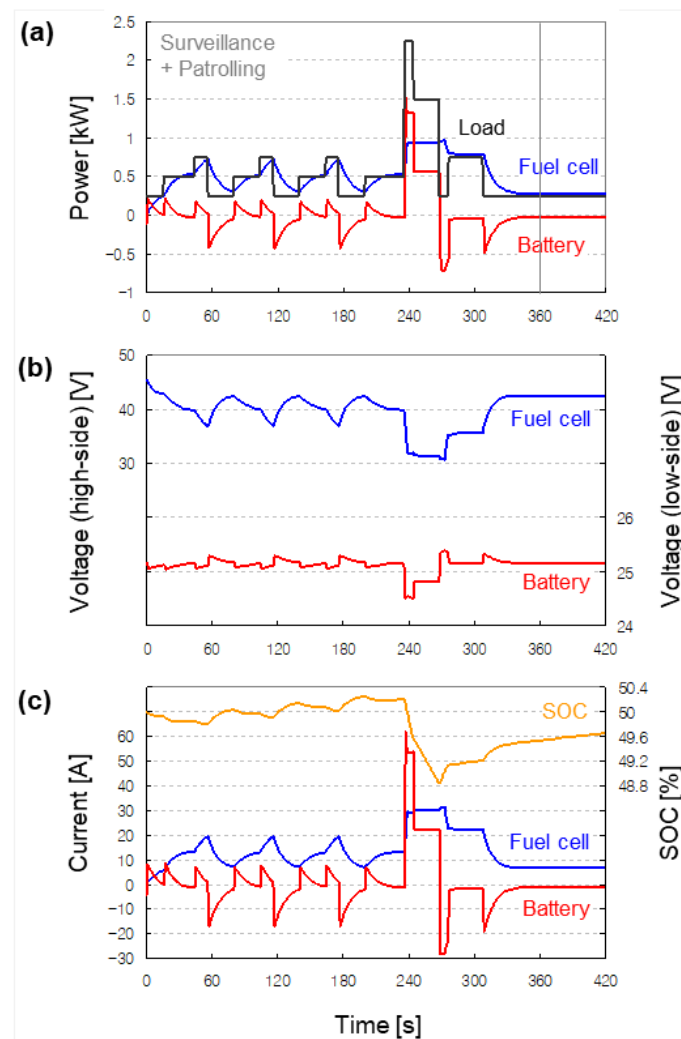 (a)
Power [kW]
2.5
2
1.5
1
0.5
0
−0.5
−1
Surveillance
+ Patrolling
Load
Fuel cell
Battery
0 60 120 180 240 300 360 420
(b)
Voltage (high-side) [V]
50
40
30
Fuel cell
Battery
26
25
24
Voltage (low-side) [V]
0 60 120 180 240 300 360 420
(c)
Current [A]
60
50
40
30
20
10
0
−10
−20
−30
SOC
Fuel cell
Battery
50.4
50
49.6
49.2
48.8
SOC [%]
0 60 120 180 240 300 360 420
Time [s]